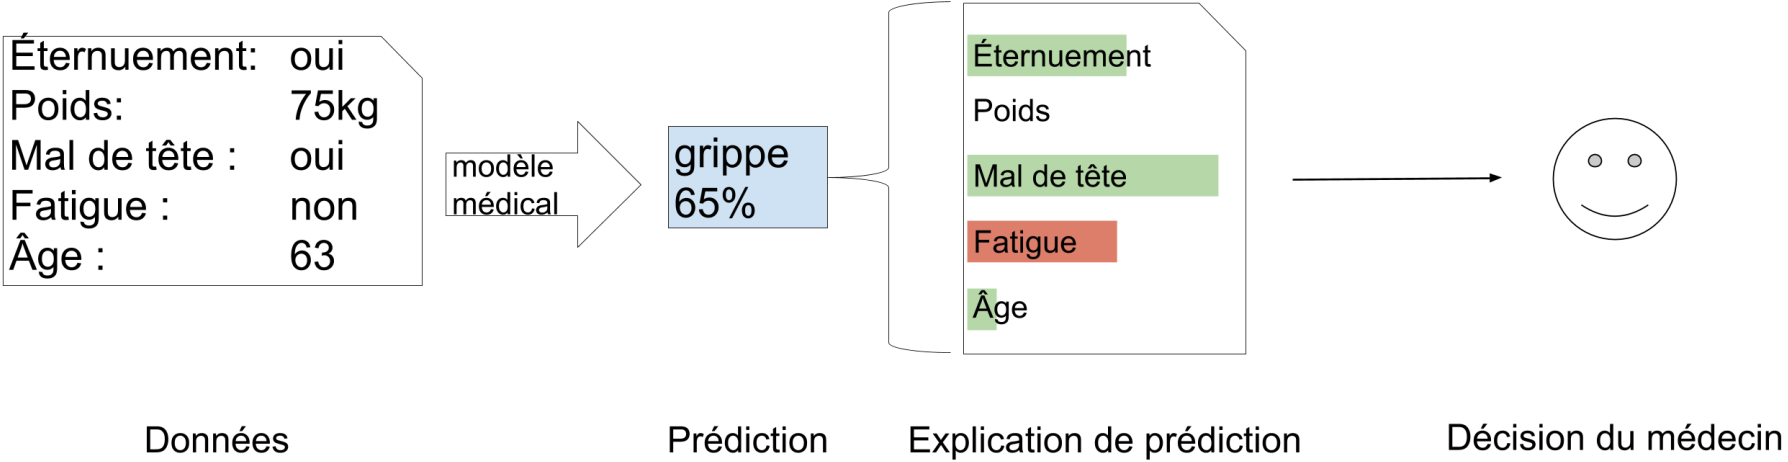 Éternuement: oui
Poids: 75kg
Mal de tête : oui
Fatigue : non
Âge : 63
modèle
médical
grippe
65%
Éternuement
Poids
Mal de tête
Fatigue
Âge
Données
Prédiction
Explication de prédiction
Décision du médecin